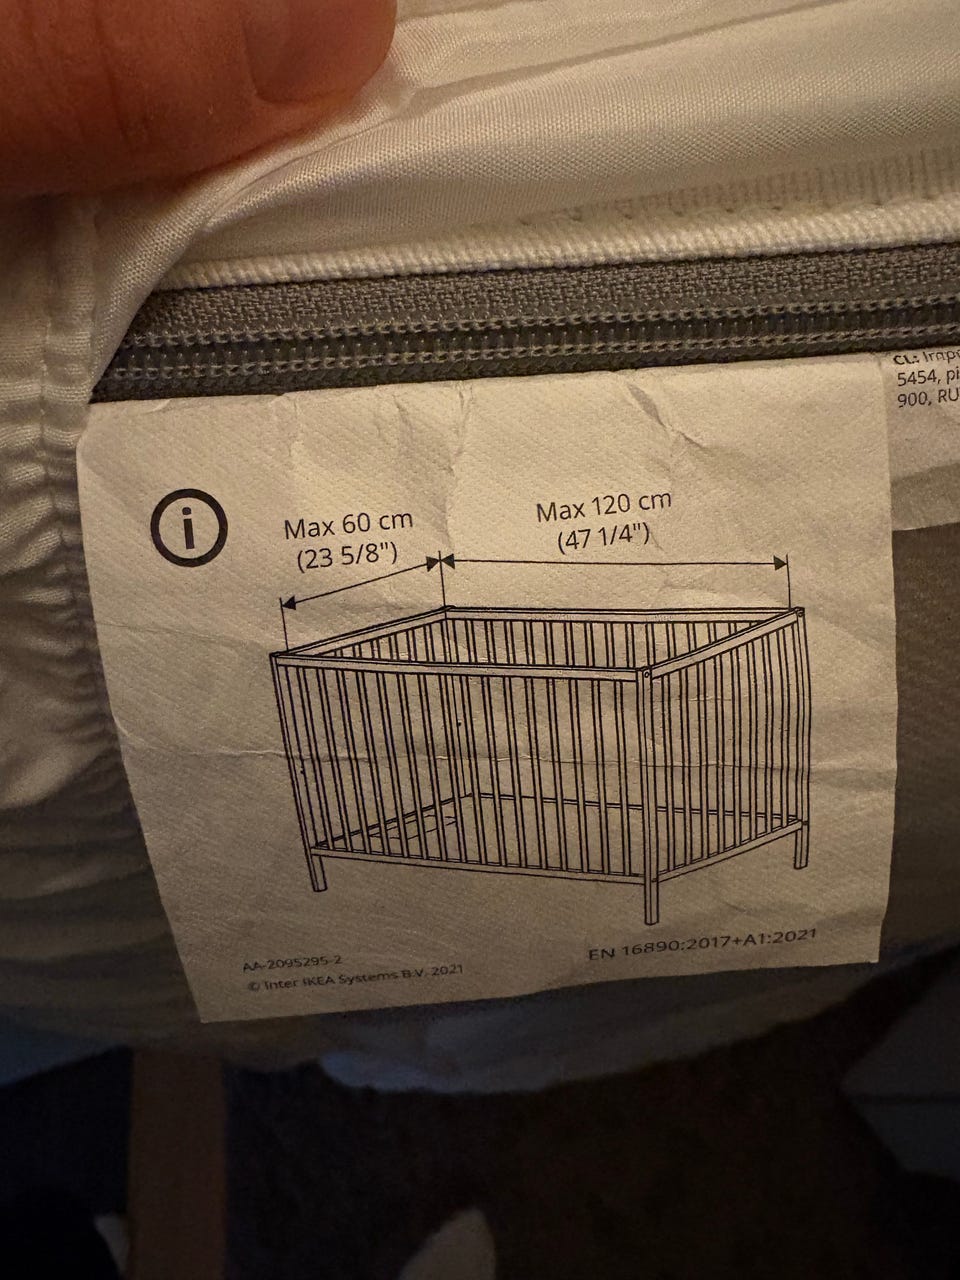 CL:
5454,
900,
i
Max 60 cm
(23 5/8")
Max 120 cm
(47 1/4")
AA-2095295-2
© Inter IKEA Systems B.V. 2021
EN 16890:2017+A1:2021